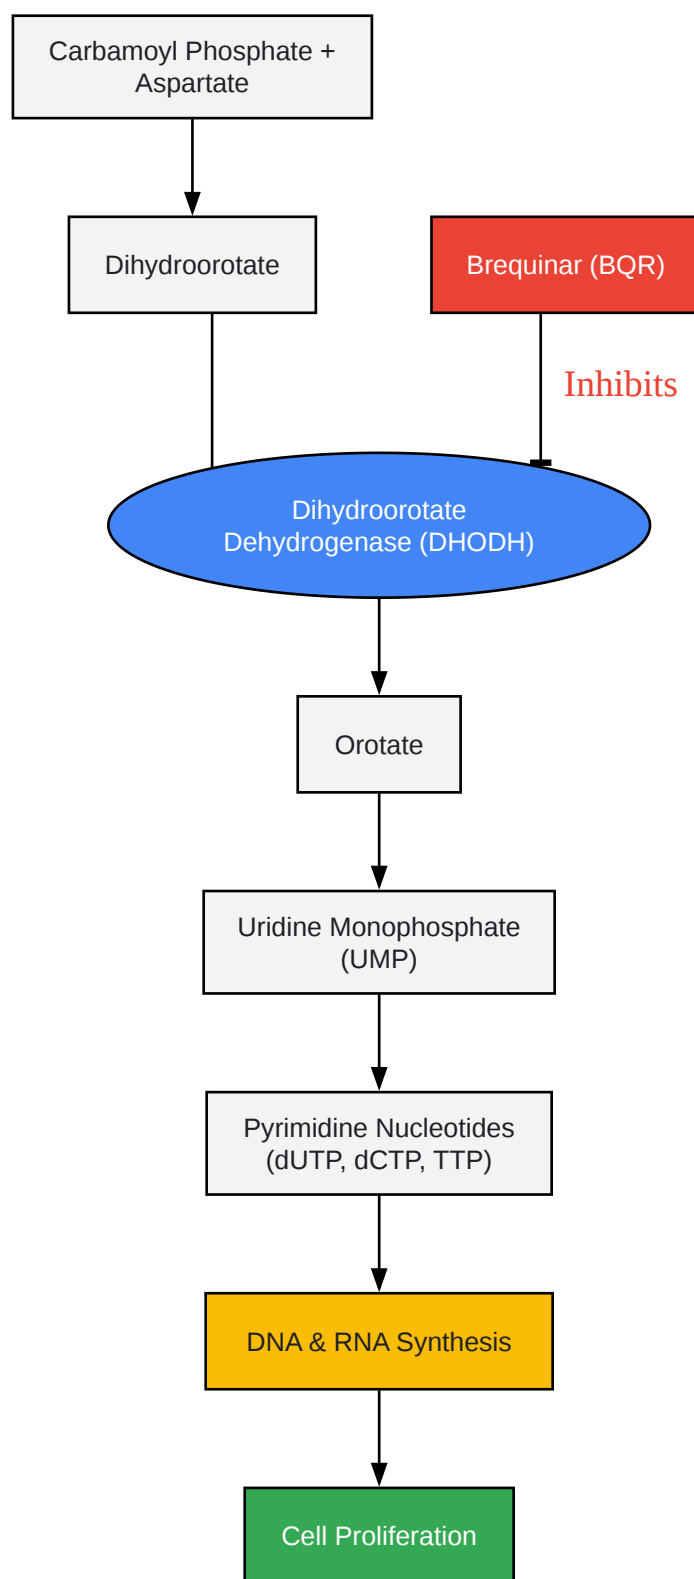 Carbamoyl Phosphate +
Aspartate
Dihydroorotate
Brequinar (BQR)
Inhibits
Dihydroorotate
Dehydrogenase (DHODH)
Orotate
Uridine Monophosphate
(UMP)
Pyrimidine Nucleotides
(dUTP, dCTP, TTP)
DNA & RNA Synthesis
Cell Proliferation